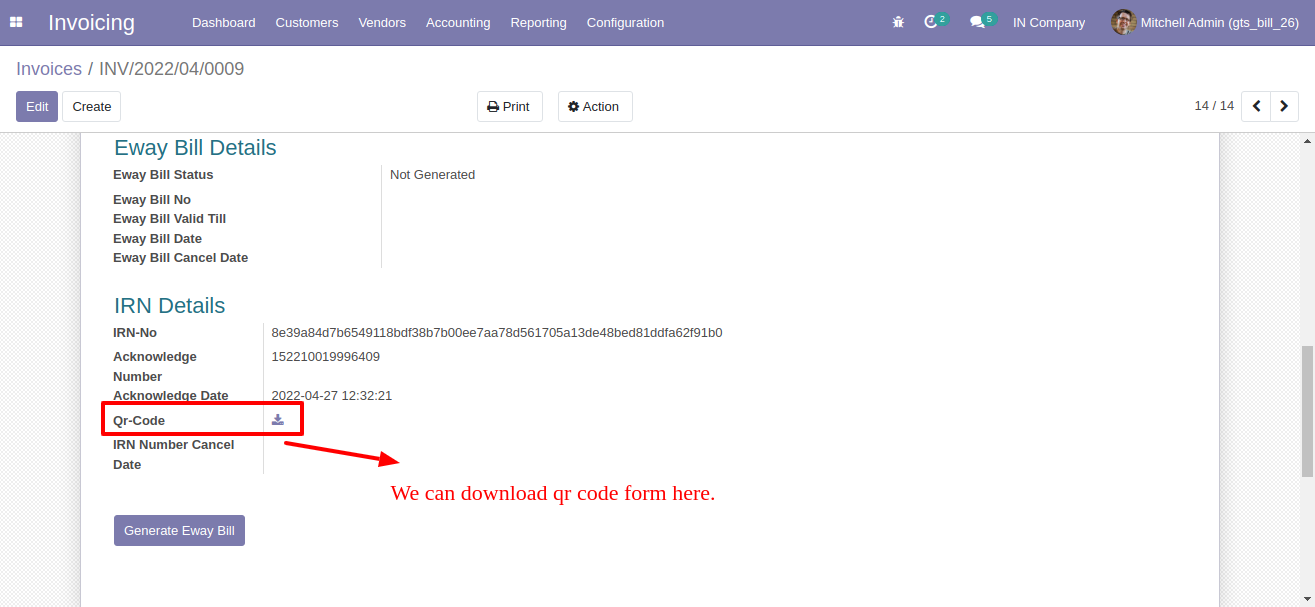 Invoicing Dashboard Customers Vendors Accounting Reporting Configuration 2 5 IN Company Mitchell Admin (gts_bill_26)
Invoices / INV/2022/04/0009
Edit Create Print Action 14 / 14
Eway Bill Details
Eway Bill Status Not Generated
Eway Bill No
Eway Bill Valid Till
Eway Bill Date
Eway Bill Cancel Date
IRN Details
IRN-No 8e39a84d7b6549118bdf38b7b00ee7aa78d561705a13de48bed81ddfa62f91b0
Acknowledge 152210019996409
Number
Acknowledge Date 2022-04-27 12:32:21
Qr-Code
IRN Number Cancel
Date
We can download qr code form here.
Generate Eway Bill